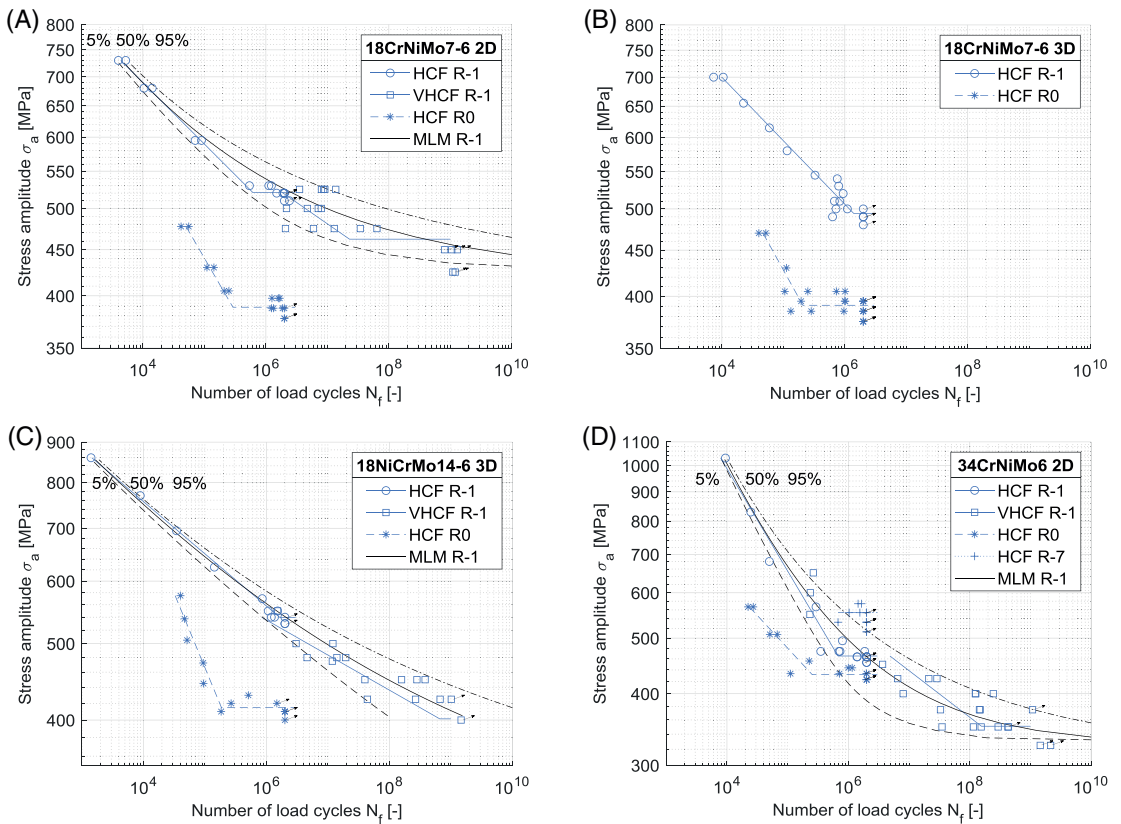 (A)
800
750
700
650
600
550
500
450
400
350
Stress amplitude σa [MPa]
5% 50% 95%
18CrNiMo7-6 2D
HCF R-1
VHCF R-1
HCF R0
MLM R-1
10^4 10^6 10^8 10^10
Number of load cycles Nf [-]
(B)
800
750
700
650
600
550
500
450
400
350
Stress amplitude σa [MPa]
18CrNiMo7-6 3D
HCF R-1
HCF R0
10^4 10^6 10^8 10^10
Number of load cycles Nf [-]
(C)
900
800
700
600
500
400
Stress amplitude σa [MPa]
5% 50% 95%
18NiCrMo14-6 3D
HCF R-1
VHCF R-1
HCF R0
MLM R-1
10^4 10^6 10^8 10^10
Number of load cycles Nf [-]
(D)
1100
1000
900
800
700
600
500
400
300
Stress amplitude σa [MPa]
5% 50% 95%
34CrNiMo6 2D
HCF R-1
VHCF R-1
HCF R0
HCF R-7
MLM R-1
10^4 10^6 10^8 10^10
Number of load cycles Nf [-]